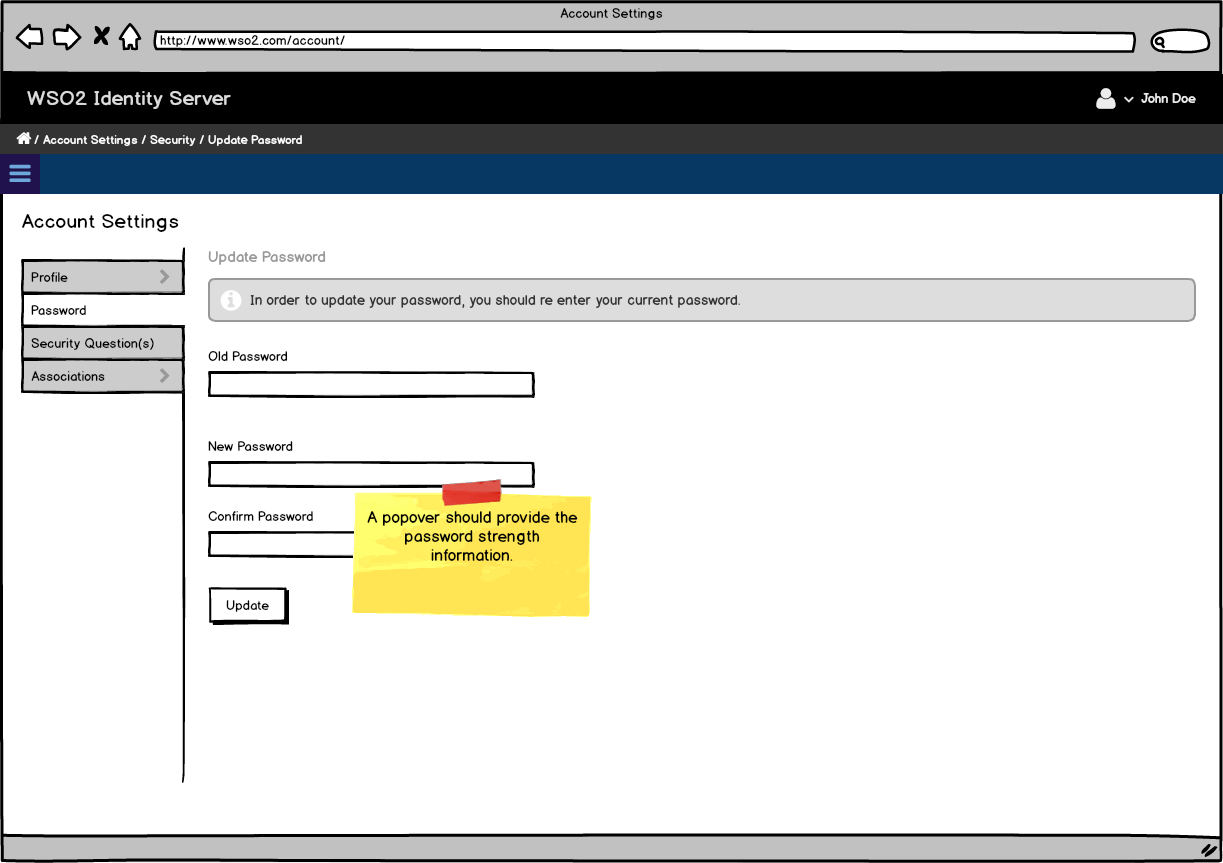 Account Settings
http://www.wso2.com/account/
WSO2 Identity Server
John Doe
/ Account Settings / Security / Update Password
Account Settings
Profile
Password
Security Question(s)
Associations
Update Password
In order to update your password, you should re enter your current password.
Old Password
New Password
Confirm Password
A popover should provide the
password strength
information.
Update